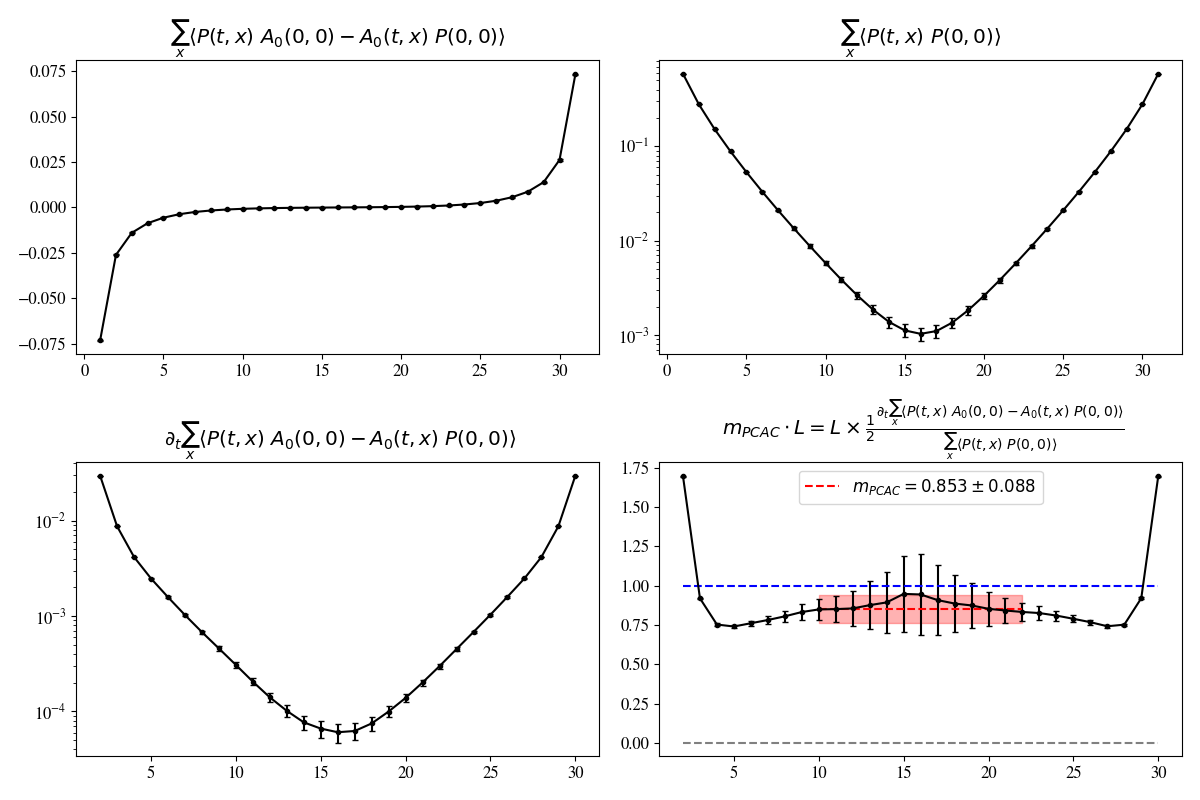 ∑ₓ⟨P(t, x) A₀(0, 0) − A₀(t, x) P(0, 0)⟩
0.075
0.050
0.025
0.000
−0.025
−0.050
−0.075
0 5 10 15 20 25 30
∑ₓ⟨P(t, x) P(0, 0)⟩
10⁻¹
10⁻²
10⁻³
0 5 10 15 20 25 30
∂ₜ∑ₓ⟨P(t, x) A₀(0, 0) − A₀(t, x) P(0, 0)⟩
10⁻²
10⁻³
10⁻⁴
5 10 15 20 25 30
m_PCAC · L = L × 1/2 ∂ₜ∑ₓ⟨P(t, x) A₀(0, 0) − A₀(t, x) P(0, 0)⟩ / ∑ₓ⟨P(t, x) P(0, 0)⟩
m_PCAC = 0.853 ± 0.088
1.75
1.50
1.25
1.00
0.75
0.50
0.25
0.00
5 10 15 20 25 30